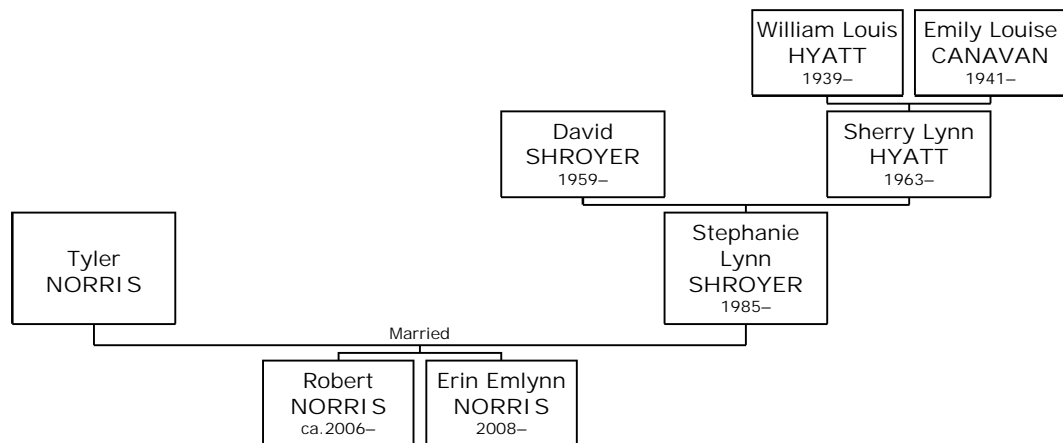 William Louis
HYATT
1939–
Emily Louise
CANAVAN
1941–
David
SHROYER
1959–
Sherry Lynn
HYATT
1963–
Tyler
NORRIS
Stephanie
Lynn
SHROYER
1985–
Married
Robert
NORRIS
ca.2006–
Erin Emlynn
NORRIS
2008–